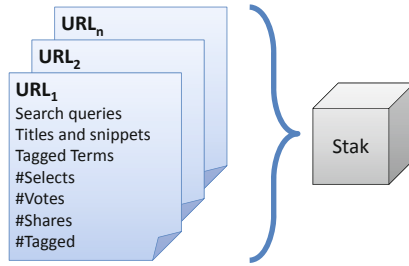 URLn
URL2
URL1
Search queries
Titles and snippets
Tagged Terms
#Selects
#Votes
#Shares
#Tagged
Stak